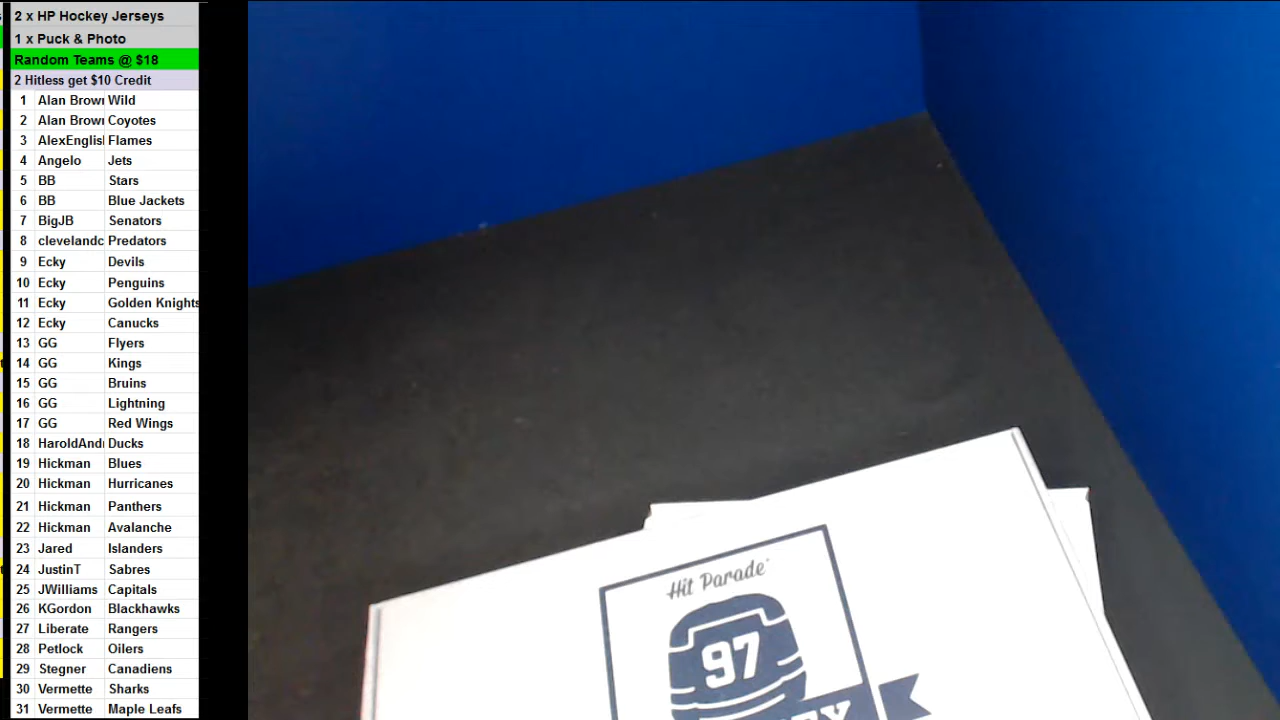 2 x HP Hockey Jerseys
1 x Puck & Photo
Random Teams @ $18
2 Hitless get $10 Credit
1 Alan Brown Wild
2 Alan Brown Coyotes
3 AlexEnglis Flames
4 Angelo Jets
5 BB Stars
6 BB Blue Jackets
7 BigJB Senators
8 clevelandc Predators
9 Ecky Devils
10 Ecky Penguins
11 Ecky Golden Knights
12 Ecky Canucks
13 GG Flyers
14 GG Kings
15 GG Bruins
16 GG Lightning
17 GG Red Wings
18 HaroldAndr Ducks
19 Hickman Blues
20 Hickman Hurricanes
21 Hickman Panthers
22 Hickman Avalanche
23 Jared Islanders
24 JustinT Sabres
25 JWilliams Capitals
26 KGordon Blackhawks
27 Liberate Rangers
28 Petlock Oilers
29 Stegner Canadiens
30 Vermette Sharks
31 Vermette Maple Leafs
Hit Parade
97